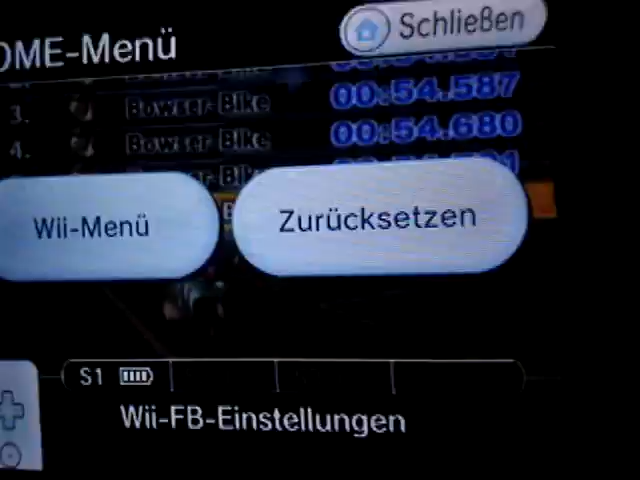 OME-Menü
Schließen
3. Bowser Bike 00:54.587
4. Bowser Bike 00:54.680
Wii-Menü
Zurücksetzen
S1
Wii-FB-Einstellungen